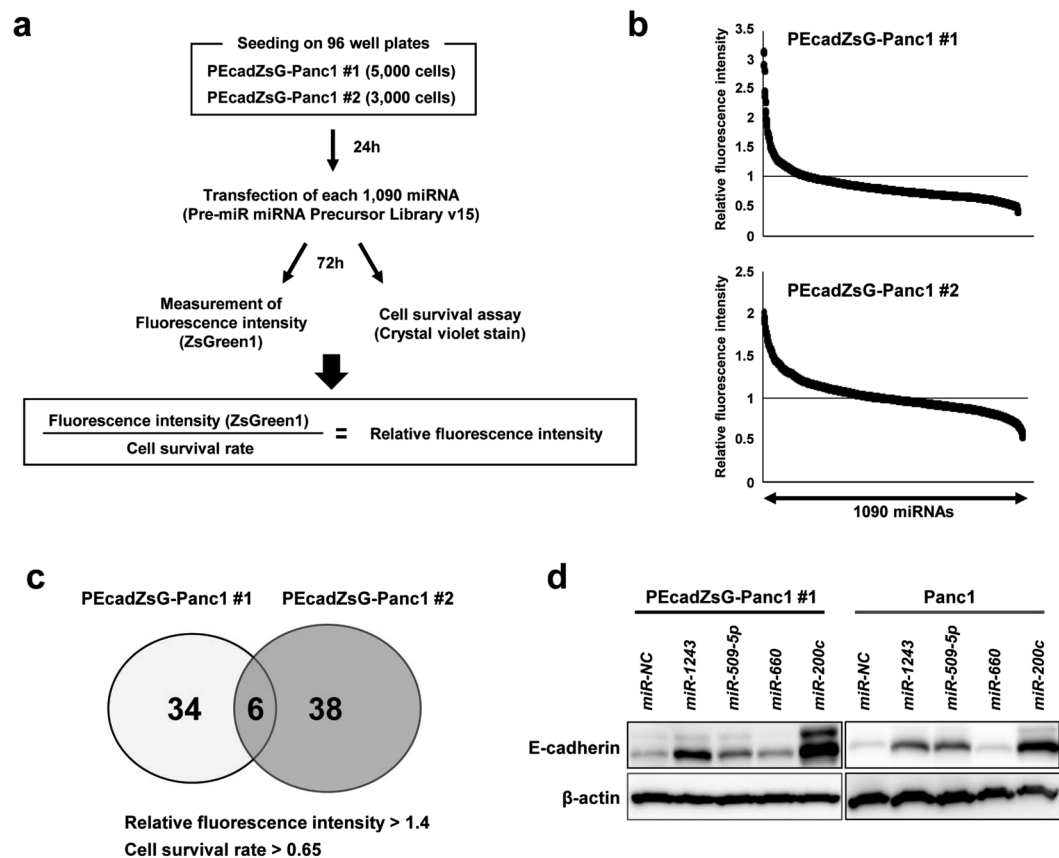 a
Seeding on 96 well plates
PEcadZsG-Panc1 #1 (5,000 cells)
PEcadZsG-Panc1 #2 (3,000 cells)
24h
Transfection of each 1,090 miRNA
(Pre-miR miRNA Precursor Library v15)
72h
Measurement of
Fluorescence intensity
(ZsGreen1)
Cell survival assay
(Crystal violet stain)
Fluorescence intensity (ZsGreen1)
Cell survival rate
=
Relative fluorescence intensity
b
PEcadZsG-Panc1 #1
Relative fluorescence intensity
3.5
3
2.5
2
1.5
1
0.5
0
PEcadZsG-Panc1 #2
Relative fluorescence intensity
2.5
2
1.5
1
0.5
0
1090 miRNAs
c
PEcadZsG-Panc1 #1
PEcadZsG-Panc1 #2
34
6
38
Relative fluorescence intensity > 1.4
Cell survival rate > 0.65
d
PEcadZsG-Panc1 #1
Panc1
miR-NC
miR-1243
miR-509-5p
miR-660
miR-200c
miR-NC
miR-1243
miR-509-5p
miR-660
miR-200c
E-cadherin
β-actin